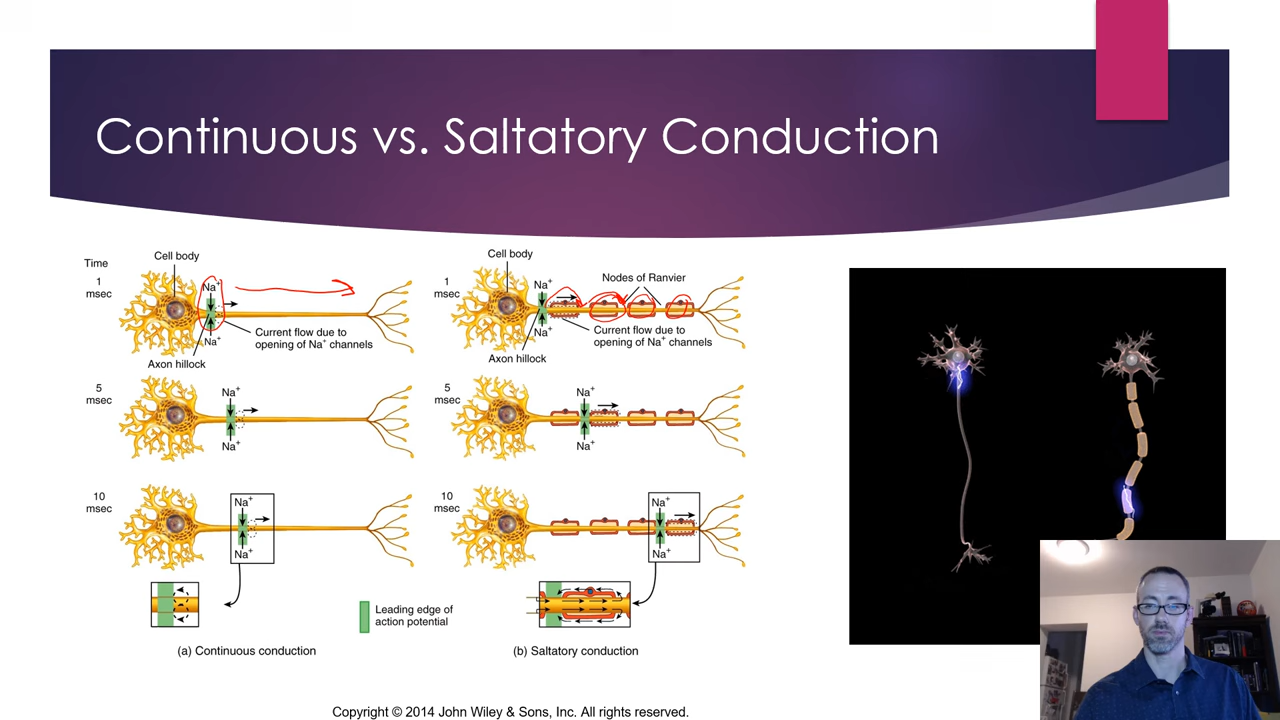 Continuous vs. Saltatory Conduction
Time
1
msec
Cell body
Na⁺
Na⁺
Current flow due to
opening of Na⁺ channels
Axon hillock
5
msec
Na⁺
Na⁺
10
msec
Na⁺
Na⁺
Leading edge of
action potential
(a) Continuous conduction
1
msec
Cell body
Na⁺
Nodes of Ranvier
Na⁺
Current flow due to
opening of Na⁺ channels
Axon hillock
5
msec
Na⁺
Na⁺
10
msec
Na⁺
Na⁺
(b) Saltatory conduction
Copyright © 2014 John Wiley & Sons, Inc. All rights reserved.